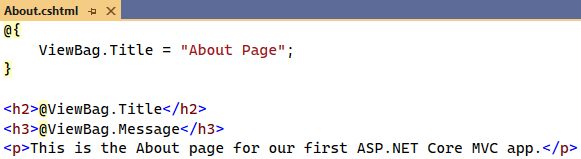 About.cshtml
@{
    ViewBag.Title = "About Page";
}
<h2>@ViewBag.Title</h2>
<h3>@ViewBag.Message</h3>
<p>This is the About page for our first ASP.NET Core MVC app.</p>